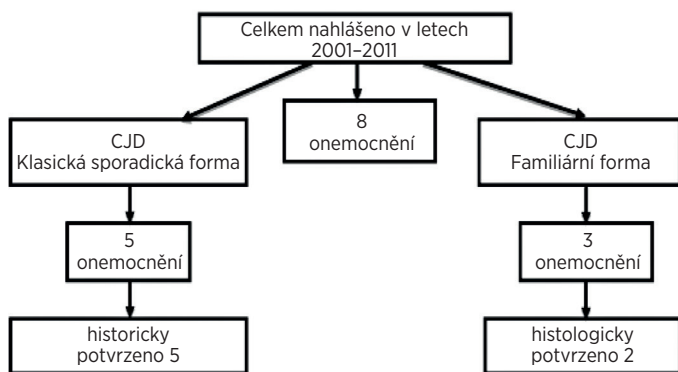 Celkem nahlášeno v letech
2001–2011
CJD
Klasická sporadická forma
8
onemocnění
CJD
Familiární forma
5
onemocnění
3
onemocnění
historicky
potvrzeno 5
histologicky
potvrzeno 2